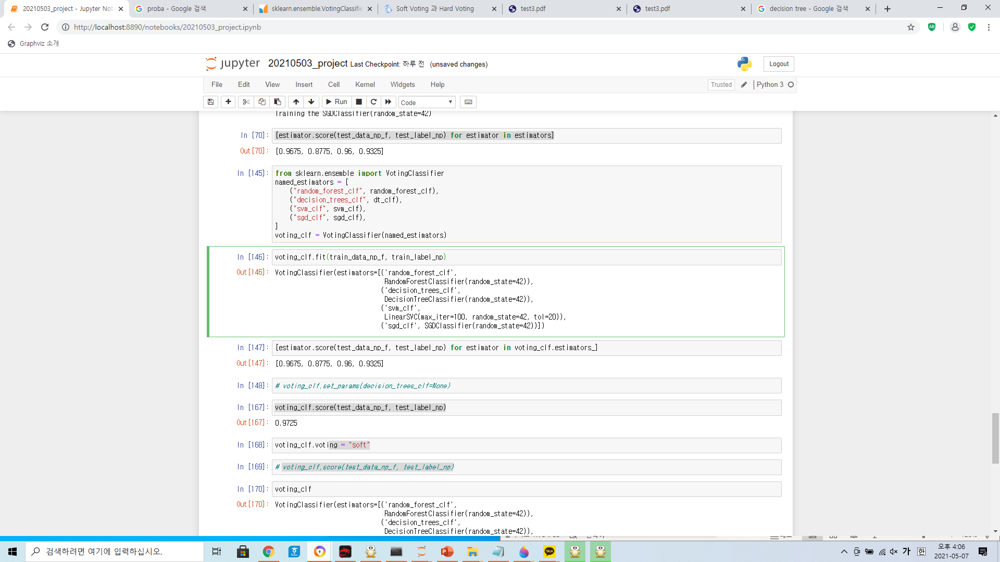 20210503_project - Jupyter Not
proba - Google 검색
sklearn.ensemble.VotingClassifie
Soft Voting 과 Hard Voting
test3.pdf
test3.pdf
decision tree - Google 검색
http://localhost:8890/notebooks/20210503_project.ipynb
Graphviz 소개
jupyter 20210503_project Last Checkpoint: 하루 전 (unsaved changes)
Logout
File Edit View Insert Cell Kernel Widgets Help
Trusted Python 3
Run Code
Training the SGDClassifier(random_state=42)
In [70]: [estimator.score(test_data_np_f, test_label_np) for estimator in estimators]
Out[70]: [0.9675, 0.8775, 0.96, 0.9325]
In [145]: from sklearn.ensemble import VotingClassifier
named_estimators = [
("random_forest_clf", random_forest_clf),
("decision_trees_clf", dt_clf),
("svm_clf", svm_clf),
("sgd_clf", sgd_clf),
]
voting_clf = VotingClassifier(named_estimators)
In [146]: voting_clf.fit(train_data_np_f, train_label_np)
Out[146]: VotingClassifier(estimators=[('random_forest_clf',
RandomForestClassifier(random_state=42)),
('decision_trees_clf',
DecisionTreeClassifier(random_state=42)),
('svm_clf',
LinearSVC(max_iter=100, random_state=42, tol=20)),
('sgd_clf', SGDClassifier(random_state=42))])
In [147]: [estimator.score(test_data_np_f, test_label_np) for estimator in voting_clf.estimators_]
Out[147]: [0.9675, 0.8775, 0.96, 0.9325]
In [148]: # voting_clf.set_params(decision_trees_clf=None)
In [167]: voting_clf.score(test_data_np_f, test_label_np)
Out[167]: 0.9725
In [168]: voting_clf.voting = "soft"
In [169]: # voting_clf.score(test_data_np_f, test_label_np)
In [170]: voting_clf
Out[170]: VotingClassifier(estimators=[('random_forest_clf',
RandomForestClassifier(random_state=42)),
('decision_trees_clf',
DecisionTreeClassifier(random_state=42)),
검색하려면 여기에 입력하십시오.
TALK
가
오후 4:06
2021-05-07